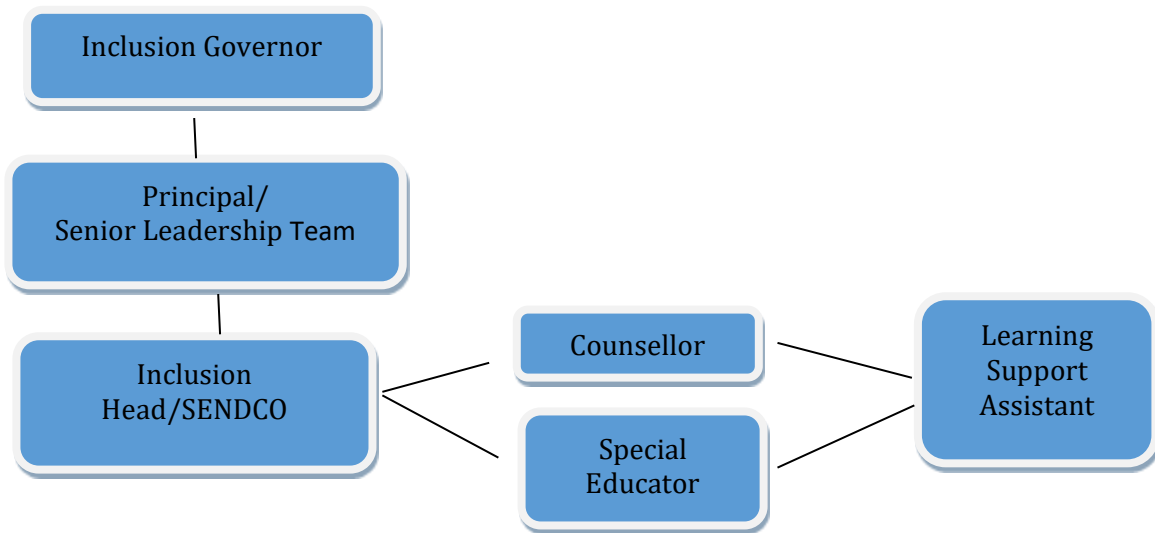 Inclusion Governor
Principal/
Senior Leadership Team
Inclusion
Head/SENDCO
Counsellor
Special
Educator
Learning
Support
Assistant